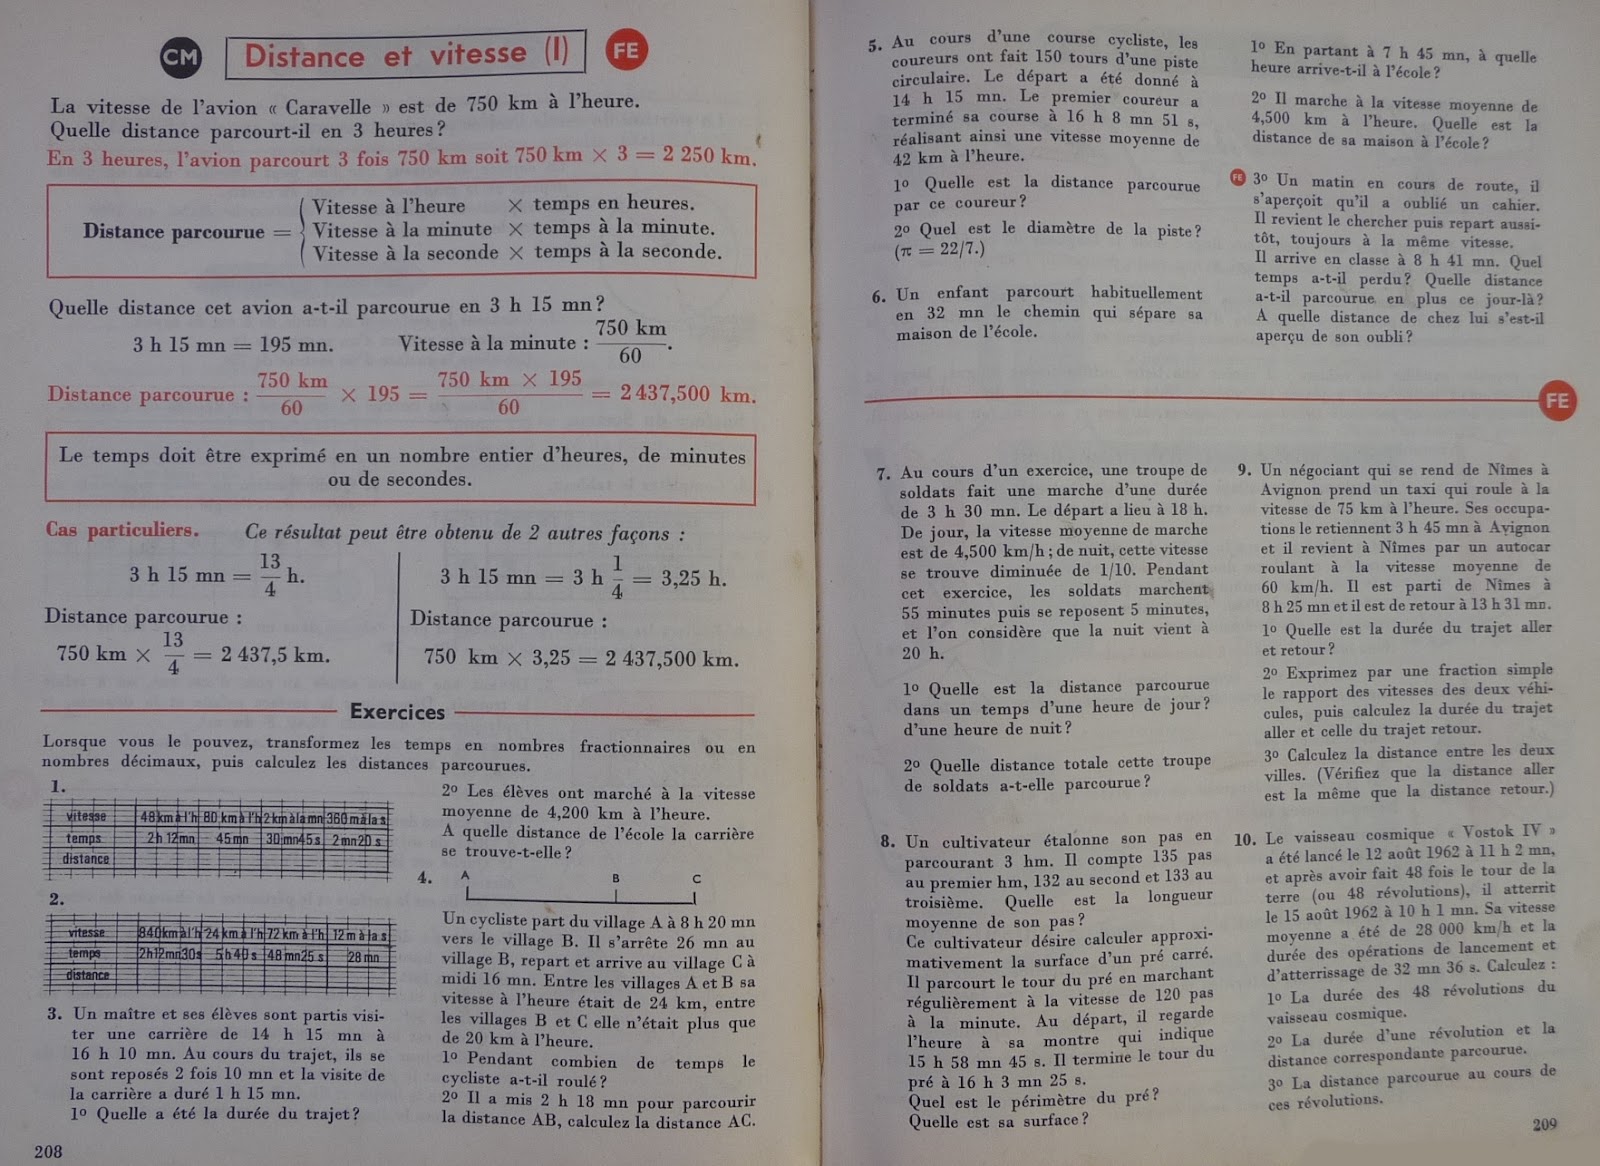 CM Distance et vitesse (I) FE
La vitesse de l'avion « Caravelle » est de 750 km à l'heure.
Quelle distance parcourt-il en 3 heures ?
En 3 heures, l'avion parcourt 3 fois 750 km soit 750 km × 3 = 2 250 km.
Distance parcourue = { Vitesse à l'heure × temps en heures.
Vitesse à la minute × temps à la minute.
Vitesse à la seconde × temps à la seconde.
Quelle distance cet avion a-t-il parcourue en 3 h 15 mn ?
3 h 15 mn = 195 mn. Vitesse à la minute : 750 km / 60 .
Distance parcourue : 750 km / 60 × 195 = 750 km × 195 / 60 = 2 437,500 km.
Le temps doit être exprimé en un nombre entier d'heures, de minutes
ou de secondes.
Cas particuliers. Ce résultat peut être obtenu de 2 autres façons :
3 h 15 mn = 13/4 h.
Distance parcourue :
750 km × 13/4 = 2 437,5 km.
3 h 15 mn = 3 h 1/4 = 3,25 h.
Distance parcourue :
750 km × 3,25 = 2 437,500 km.
Exercices
Lorsque vous le pouvez, transformez les temps en nombres fractionnaires ou en
nombres décimaux, puis calculez les distances parcourues.
1.
vitesse 48 km à l'h 80 km à l'h 2 km à la mn 360 m à la s
temps 2h 12mn 45mn 30mn45s 2mn20s
distance
2.
vitesse 840km à l'h 24 km à l'h 72 km à l'h 12 m à la s
temps 2h12mn30s 5h40s 48mn25s 28mn
distance
3. Un maître et ses élèves sont partis visi-
ter une carrière de 14 h 15 mn à
16 h 10 mn. Au cours du trajet, ils se
sont reposés 2 fois 10 mn et la visite de
la carrière a duré 1 h 15 mn.
1º Quelle a été la durée du trajet ?
2º Les élèves ont marché à la vitesse
moyenne de 4,200 km à l'heure.
A quelle distance de l'école la carrière
se trouve-t-elle ?
4. A B C
Un cycliste part du village A à 8 h 20 mn
vers le village B. Il s'arrête 26 mn au
village B, repart et arrive au village C à
midi 16 mn. Entre les villages A et B sa
vitesse à l'heure était de 24 km, entre
les villages B et C elle n'était plus que
de 20 km à l'heure.
1º Pendant combien de temps le
cycliste a-t-il roulé ?
2º Il a mis 2 h 18 mn pour parcourir
la distance AB, calculez la distance AC.
208
5. Au cours d'une course cycliste, les
coureurs ont fait 150 tours d'une piste
circulaire. Le départ a été donné à
14 h 15 mn. Le premier coureur a
terminé sa course à 16 h 8 mn 51 s,
réalisant ainsi une vitesse moyenne de
42 km à l'heure.
1º Quelle est la distance parcourue
par ce coureur ?
2º Quel est le diamètre de la piste ?
(π = 22/7.)
6. Un enfant parcourt habituellement
en 32 mn le chemin qui sépare sa
maison de l'école.
1º En partant à 7 h 45 mn, à quelle
heure arrive-t-il à l'école ?
2º Il marche à la vitesse moyenne de
4,500 km à l'heure. Quelle est la
distance de sa maison à l'école ?
FE 3º Un matin en cours de route, il
s'aperçoit qu'il a oublié un cahier.
Il revient le chercher puis repart aussi-
tôt, toujours à la même vitesse.
Il arrive en classe à 8 h 41 mn. Quel
temps a-t-il perdu ? Quelle distance
a-t-il parcourue en plus ce jour-là ?
A quelle distance de chez lui s'est-il
aperçu de son oubli ?
FE
7. Au cours d'un exercice, une troupe de
soldats fait une marche d'une durée
de 3 h 30 mn. Le départ a lieu à 18 h.
De jour, la vitesse moyenne de marche
est de 4,500 km/h ; de nuit, cette vitesse
se trouve diminuée de 1/10. Pendant
cet exercice, les soldats marchent
55 minutes puis se reposent 5 minutes,
et l'on considère que la nuit vient à
20 h.
1º Quelle est la distance parcourue
dans un temps d'une heure de jour ?
d'une heure de nuit ?
2º Quelle distance totale cette troupe
de soldats a-t-elle parcourue ?
8. Un cultivateur étalonne son pas en
parcourant 3 hm. Il compte 135 pas
au premier hm, 132 au second et 133 au
troisième. Quelle est la longueur
moyenne de son pas ?
Ce cultivateur désire calculer approxi-
mativement la surface d'un pré carré.
Il parcourt le tour du pré en marchant
régulièrement à la vitesse de 120 pas
à la minute. Au départ, il regarde
l'heure à sa montre qui indique
15 h 58 mn 45 s. Il termine le tour du
pré à 16 h 3 mn 25 s.
Quel est le périmètre du pré ?
Quelle est sa surface ?
9. Un négociant qui se rend de Nîmes à
Avignon prend un taxi qui roule à la
vitesse de 75 km à l'heure. Ses occupa-
tions le retiennent 3 h 45 mn à Avignon
et il revient à Nîmes par un autocar
roulant à la vitesse moyenne de
60 km/h. Il est parti de Nîmes à
8 h 25 mn et il est de retour à 13 h 31 mn.
1º Quelle est la durée du trajet aller
et retour ?
2º Exprimez par une fraction simple
le rapport des vitesses des deux véhi-
cules, puis calculez la durée du trajet
aller et celle du trajet retour.
3º Calculez la distance entre les deux
villes. (Vérifiez que la distance aller
est la même que la distance retour.)
10. Le vaisseau cosmique « Vostok IV »
a été lancé le 12 août 1962 à 11 h 2 mn,
et après avoir fait 48 fois le tour de la
terre (ou 48 révolutions), il atterrit
le 15 août 1962 à 10 h 1 mn. Sa vitesse
moyenne a été de 28 000 km/h et la
durée des opérations de lancement et
d'atterrissage de 32 mn 36 s. Calculez :
1º La durée des 48 révolutions du
vaisseau cosmique.
2º La durée d'une révolution et la
distance correspondante parcourue.
3º La distance parcourue au cours de
ces révolutions.
209